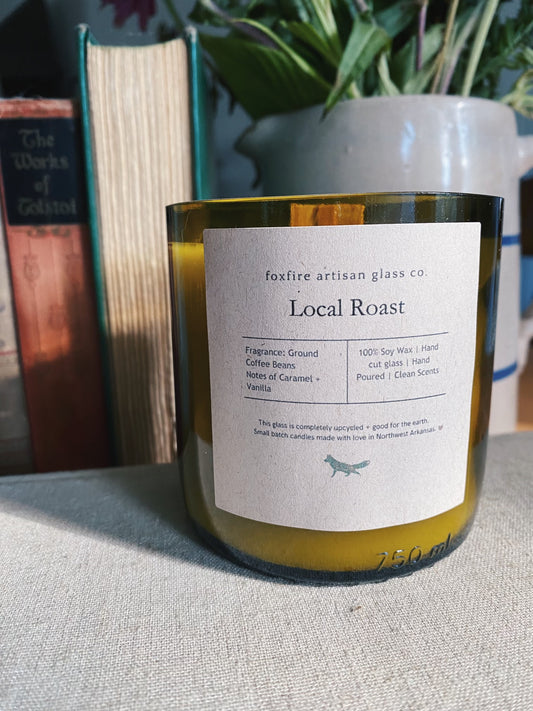 The
Works
of
Tolstoi
foxfire artisan glass co.
Local Roast
Fragrance: Ground
Coffee Beans
Notes of Caramel +
Vanilla
100% Soy Wax | Hand
cut glass | Hand
Poured | Clean Scents
This glass is completely upcycled + good for the earth.
Small batch candles made with love in Northwest Arkansas.
750 ml